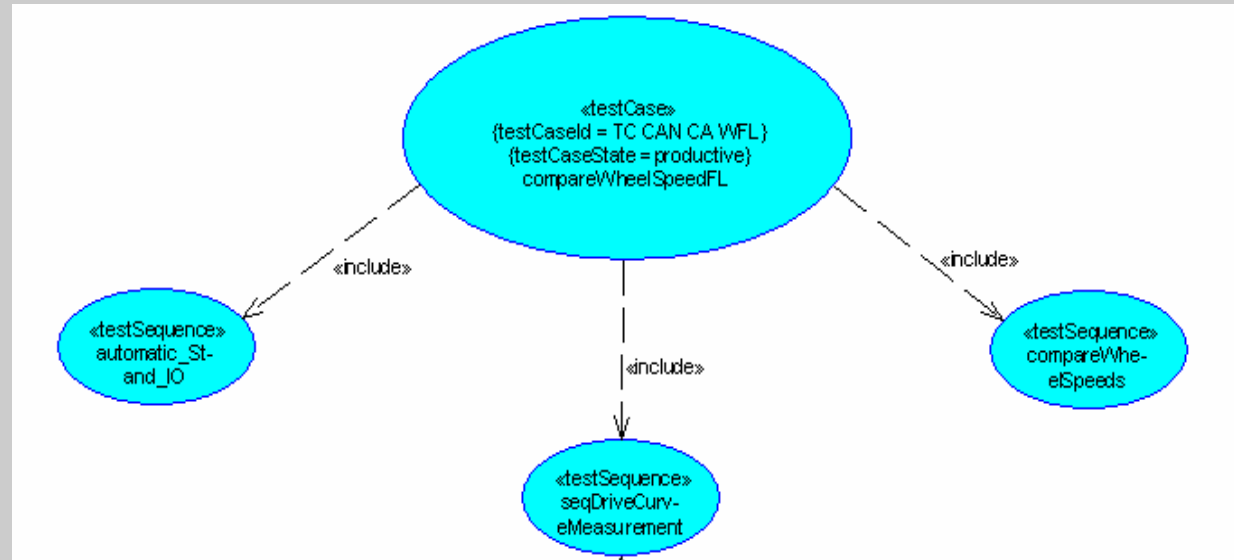 «testCase»
{testCaseId = TC CAN CA WFL}
{testCaseState = productive}
compareWheelSpeedFL
«include»
«include»
«include»
«testSequence»
automatic_St-
and_IO
«testSequence»
compareWhe-
elSpeeds
«testSequence»
seqDriveCurv-
eMeasurement